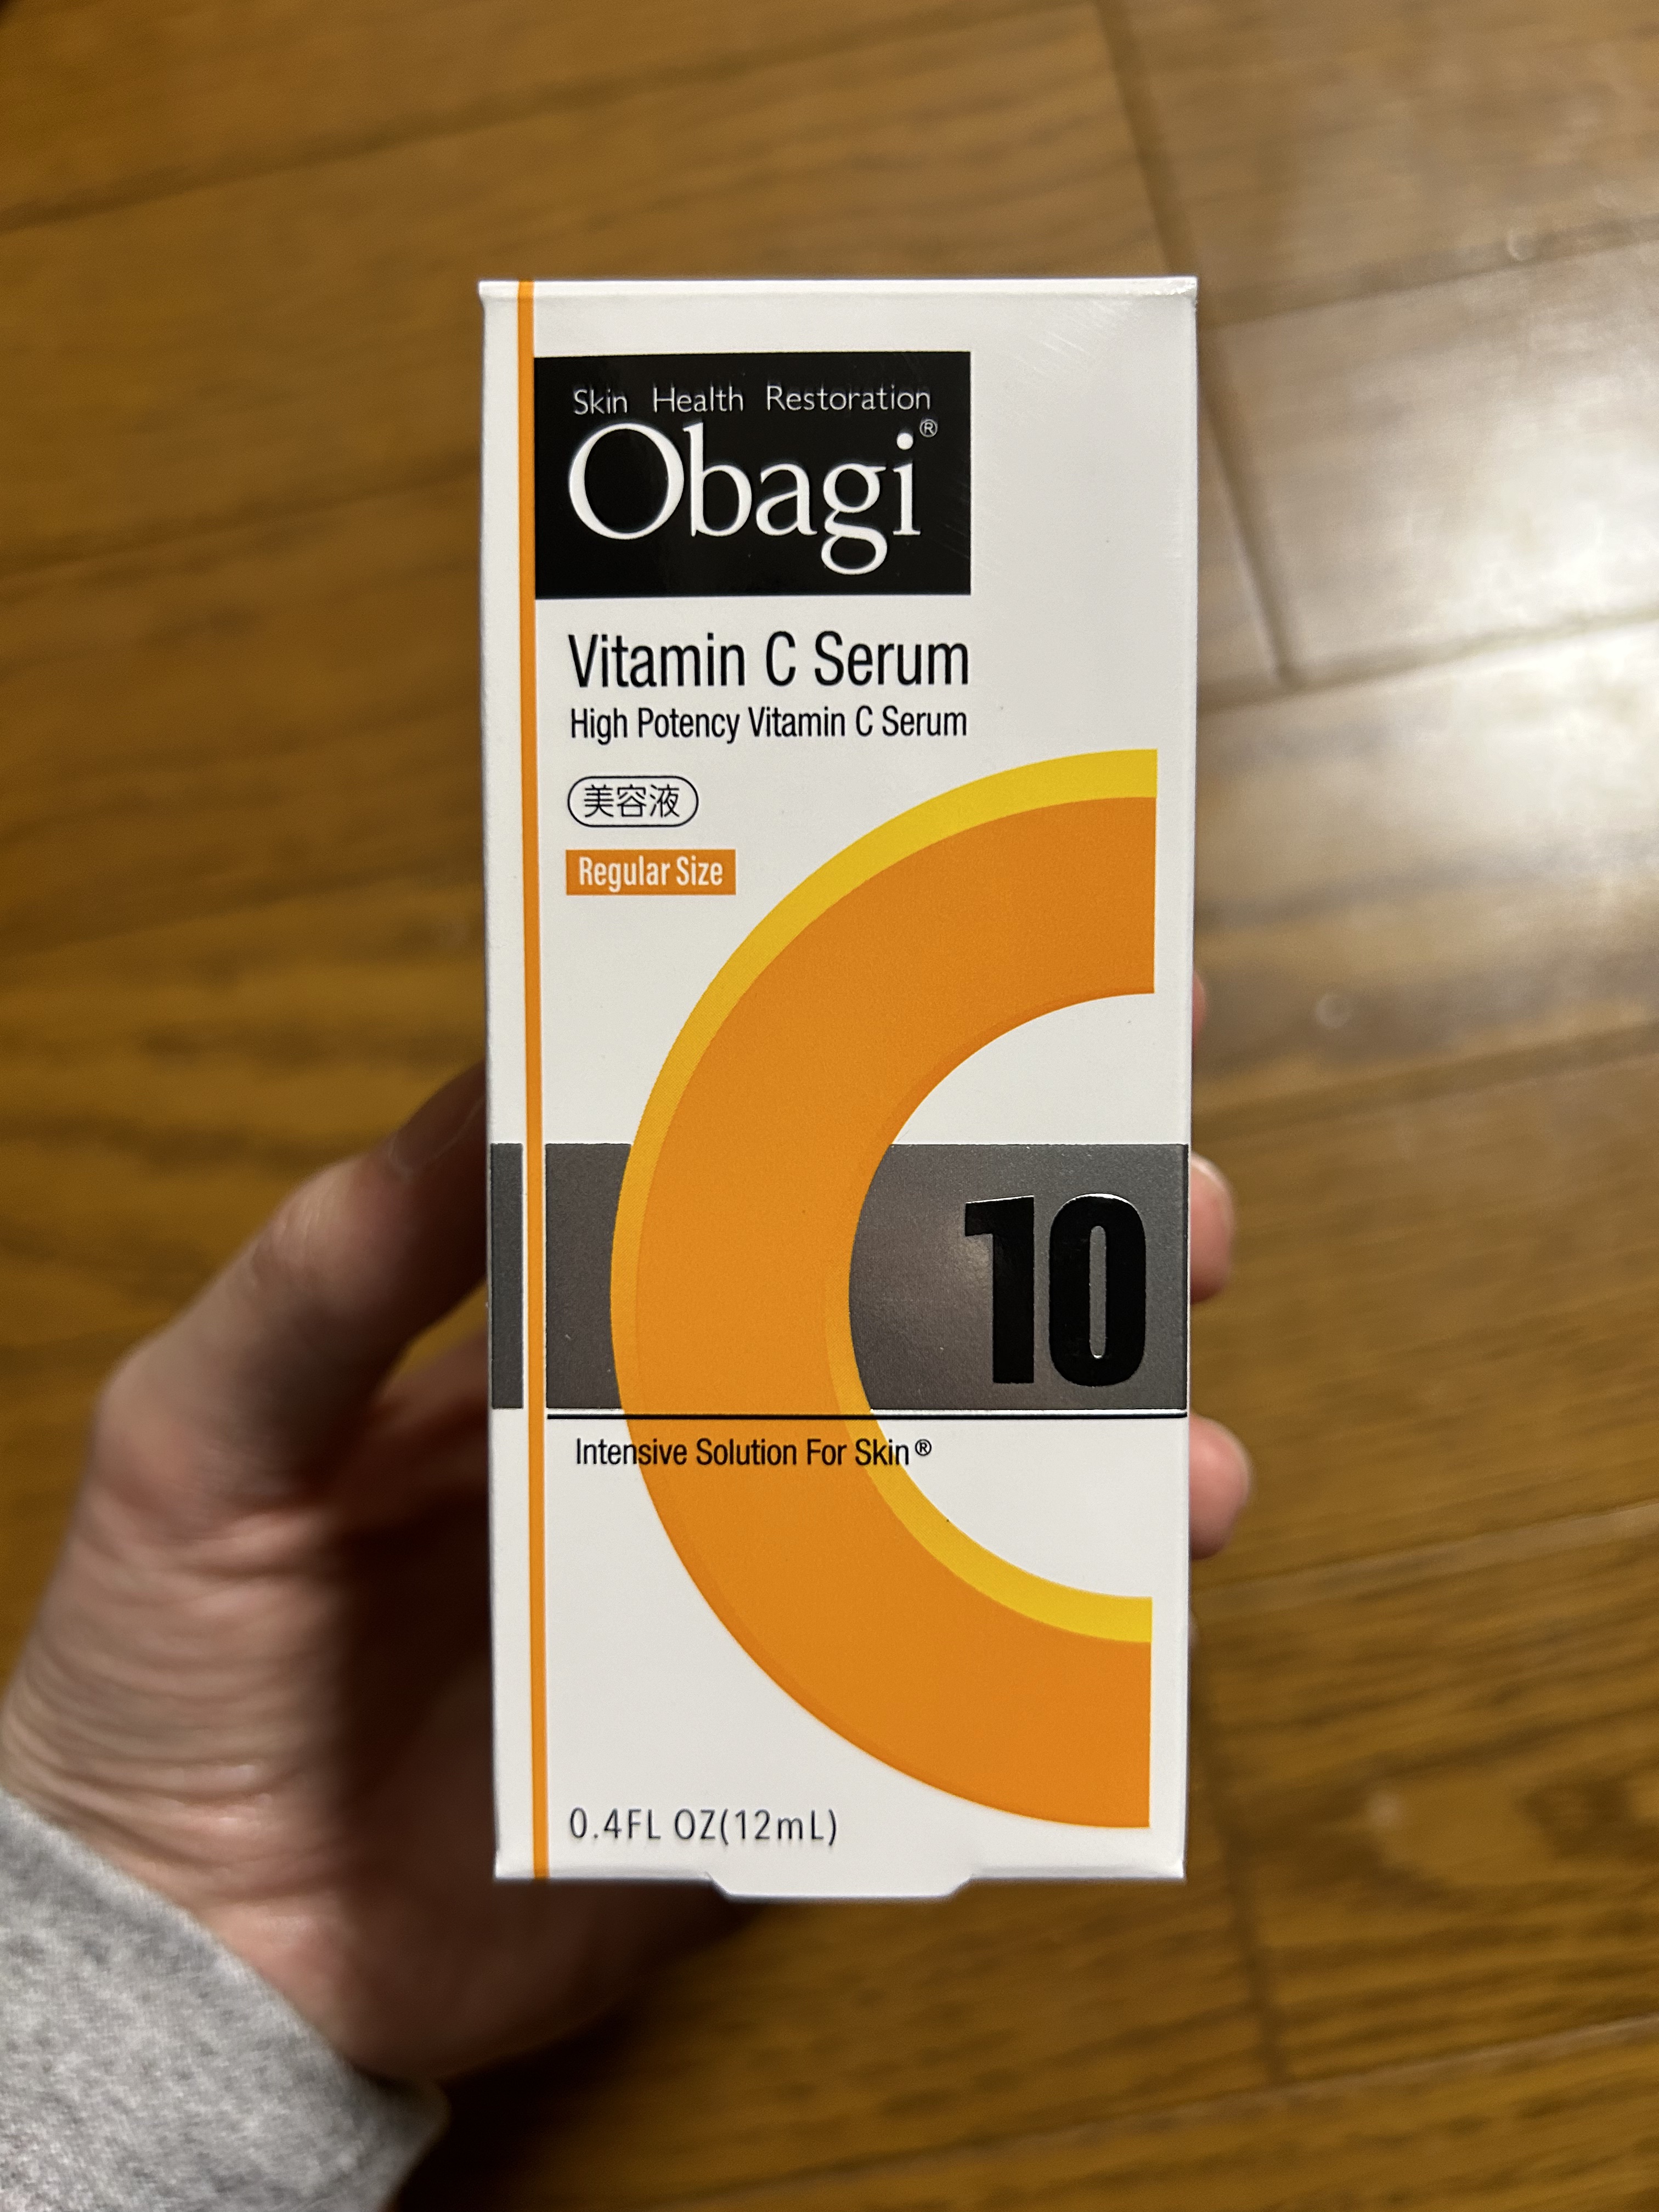 Skin Health Restoration
Obagi®
Vitamin C Serum
High Potency Vitamin C Serum
美容液
Regular Size
10
Intensive Solution For Skin®
0.4FL OZ(12mL)